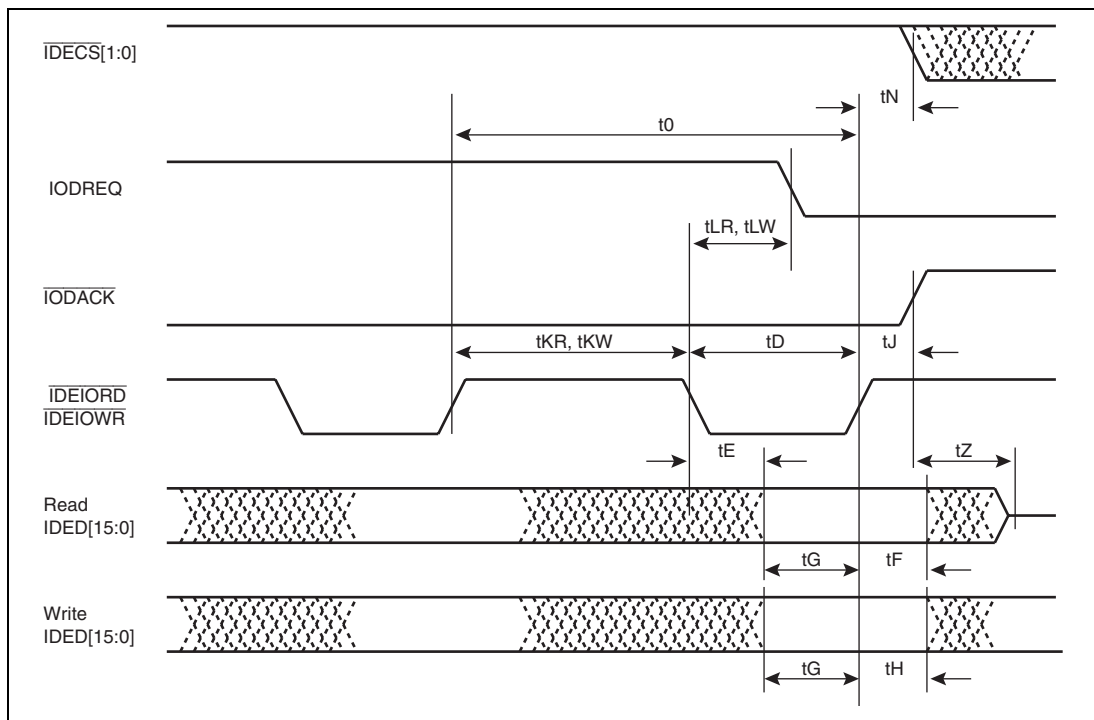 IDECS[1:0]
tN
t0
IODREQ
tLR, tLW
IODACK
tKR, tKW
tD
tJ
IDEIORD
IDEIOWR
tE
tZ
Read
IDED[15:0]
tG
tF
Write
IDED[15:0]
tG
tH